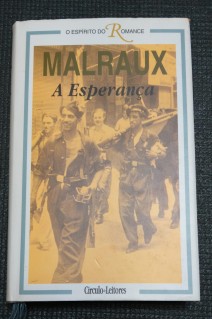 O ESPÍRITO DO ROMANCE
MALRAUX
A Esperança
Círculo-Leitores